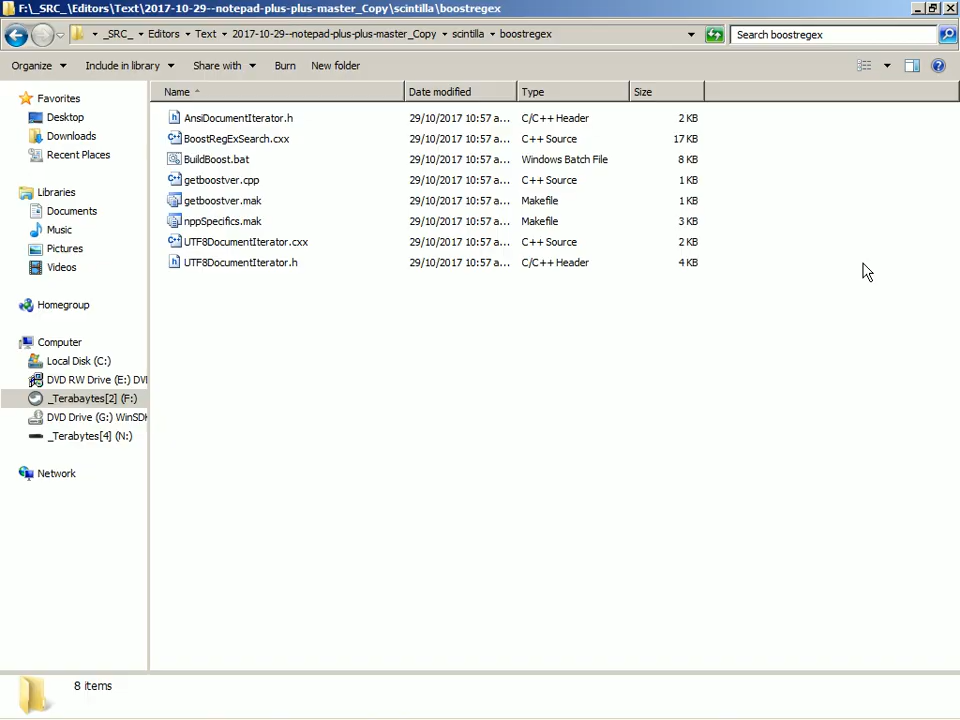 F:\_SRC_\Editors\Text\2017-10-29--notepad-plus-plus-master_Copy\scintilla\boostregex
_SRC_ Editors Text 2017-10-29--notepad-plus-plus-master_Copy scintilla boostregex
Search boostregex
Organize Include in library Share with Burn New folder
Name Date modified Type Size
Favorites
Desktop
Downloads
Recent Places
Libraries
Documents
Music
Pictures
Videos
Homegroup
Computer
Local Disk (C:)
DVD RW Drive (E:) DVI
_Terabaytes[2] (F:)
DVD Drive (G:) WinSDK
_Terabytes[4] (N:)
Network
AnsiDocumentIterator.h 29/10/2017 10:57 a... C/C++ Header 2 KB
BoostRegExSearch.cxx 29/10/2017 10:57 a... C++ Source 17 KB
BuildBoost.bat 29/10/2017 10:57 a... Windows Batch File 8 KB
getboostver.cpp 29/10/2017 10:57 a... C++ Source 1 KB
getboostver.mak 29/10/2017 10:57 a... Makefile 1 KB
nppSpecifics.mak 29/10/2017 10:57 a... Makefile 3 KB
UTF8DocumentIterator.cxx 29/10/2017 10:57 a... C++ Source 2 KB
UTF8DocumentIterator.h 29/10/2017 10:57 a... C/C++ Header 4 KB
8 items